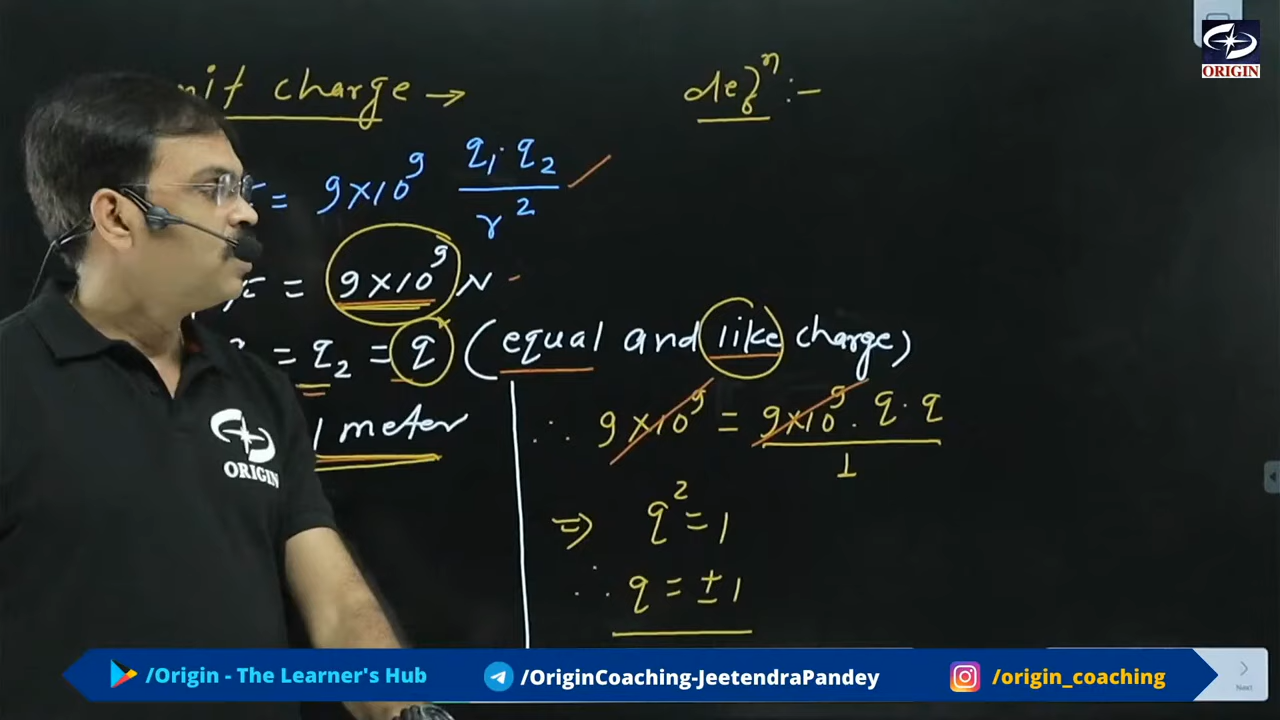 ORIGIN
nit charge →
defⁿ :-
= 9×10⁹ q₁·q₂ / r²
F = 9×10⁹ N
= q₂ = q (equal and like charge)
1 meter
∴ 9×10⁹ = 9×10⁹ · q · q / 1
⇒ q² = 1
∴ q = ±1
ORIGIN
/Origin - The Learner's Hub
/OriginCoaching-JeetendraPandey
/origin_coaching
Next